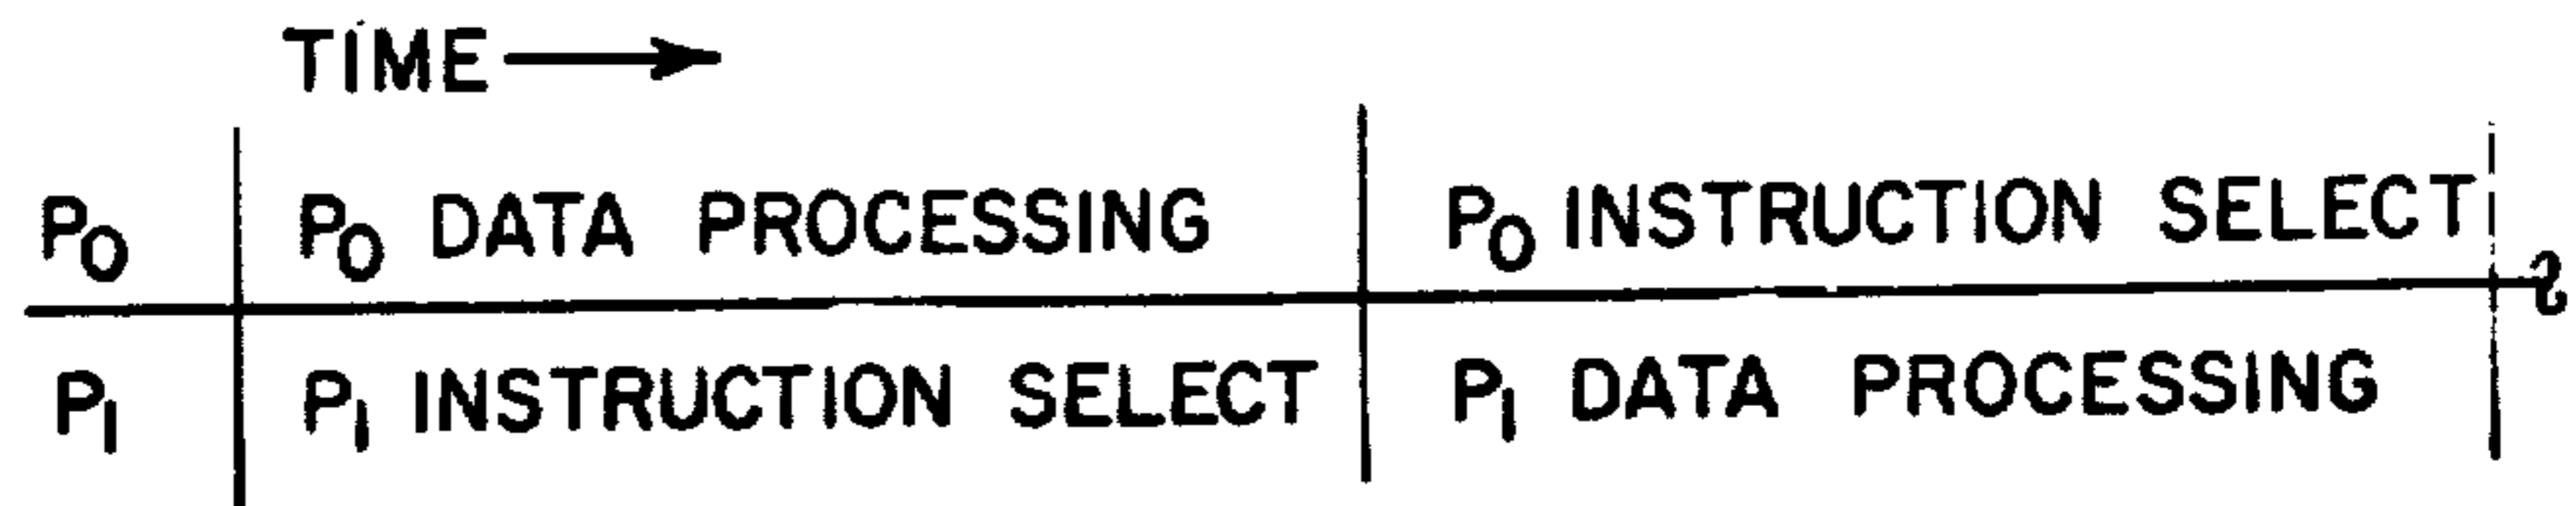 TIME
P0 P0 DATA PROCESSING P0 INSTRUCTION SELECT
P1 P1 INSTRUCTION SELECT P1 DATA PROCESSING